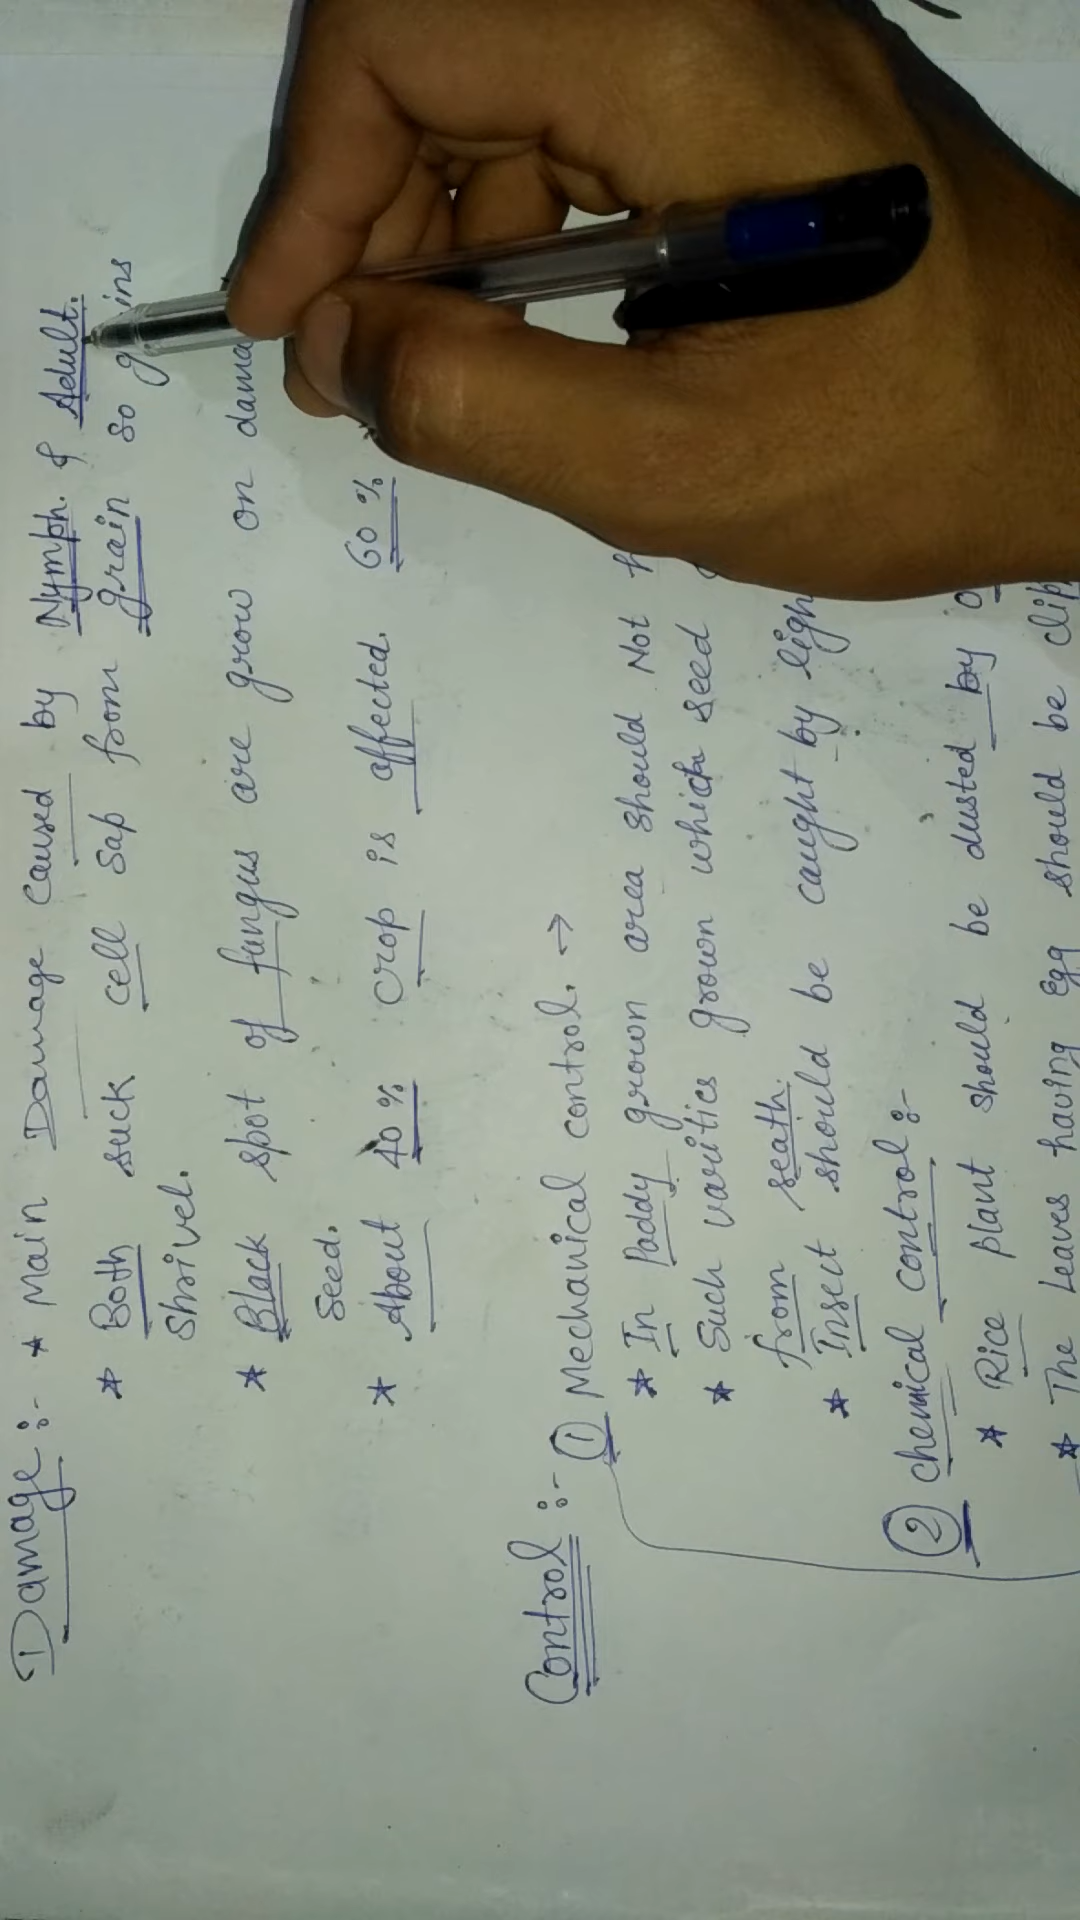 Damage :- * Main Damage caused by Nymph. & Adult.
* Both suck cell sap from grain so ins
Shrivel.
* Black spot of fungus are grow on dama
Seed.
* About 40 % crop is affected. 60 %
Control :- ① Mechanical control. →
* In Paddy grown area should Not
* Such varities grown which seed
from seath.
* Insect should be caught by ligh
② chemical control :-
* Rice plant should be dusted by
* The Leaves having egg should be clip